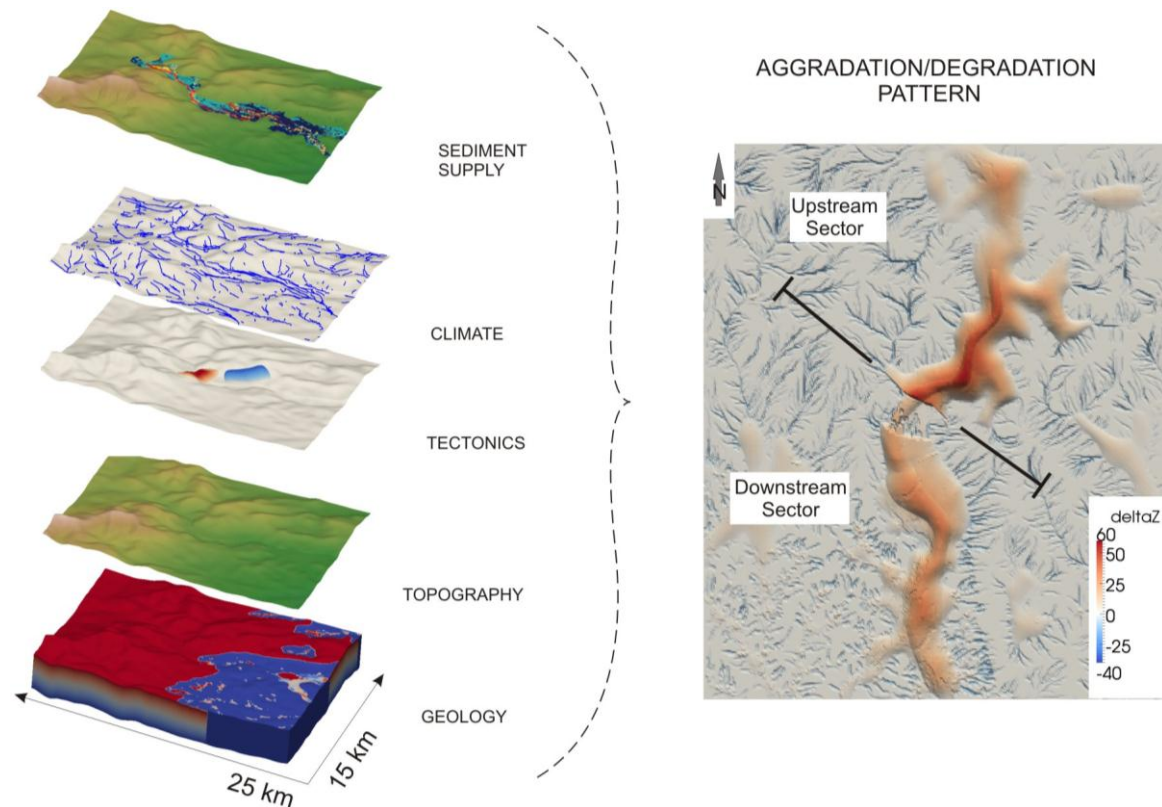 SEDIMENT
SUPPLY
CLIMATE
TECTONICS
TOPOGRAPHY
GEOLOGY
25 km
15 km
AGGRADATION/DEGRADATION
PATTERN
N
Upstream
Sector
Downstream
Sector
deltaZ
60
50
25
0
-25
-40